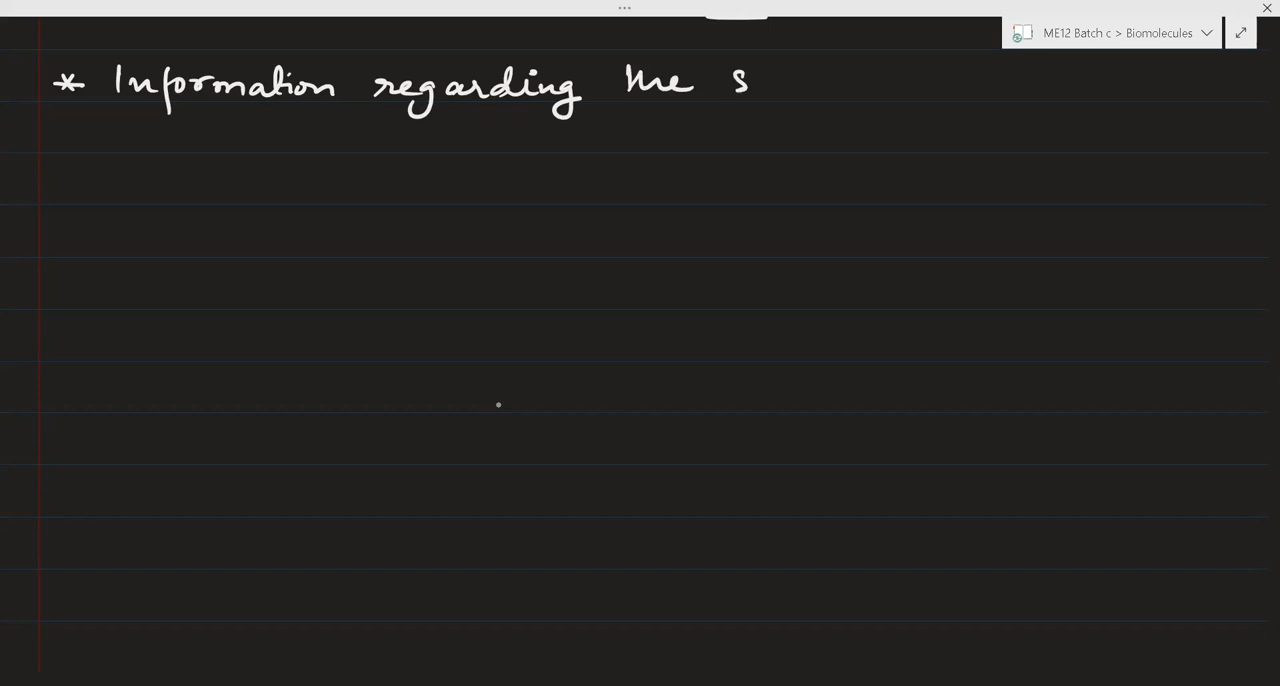 ME12 Batch c > Biomolecules
* Information regarding the s